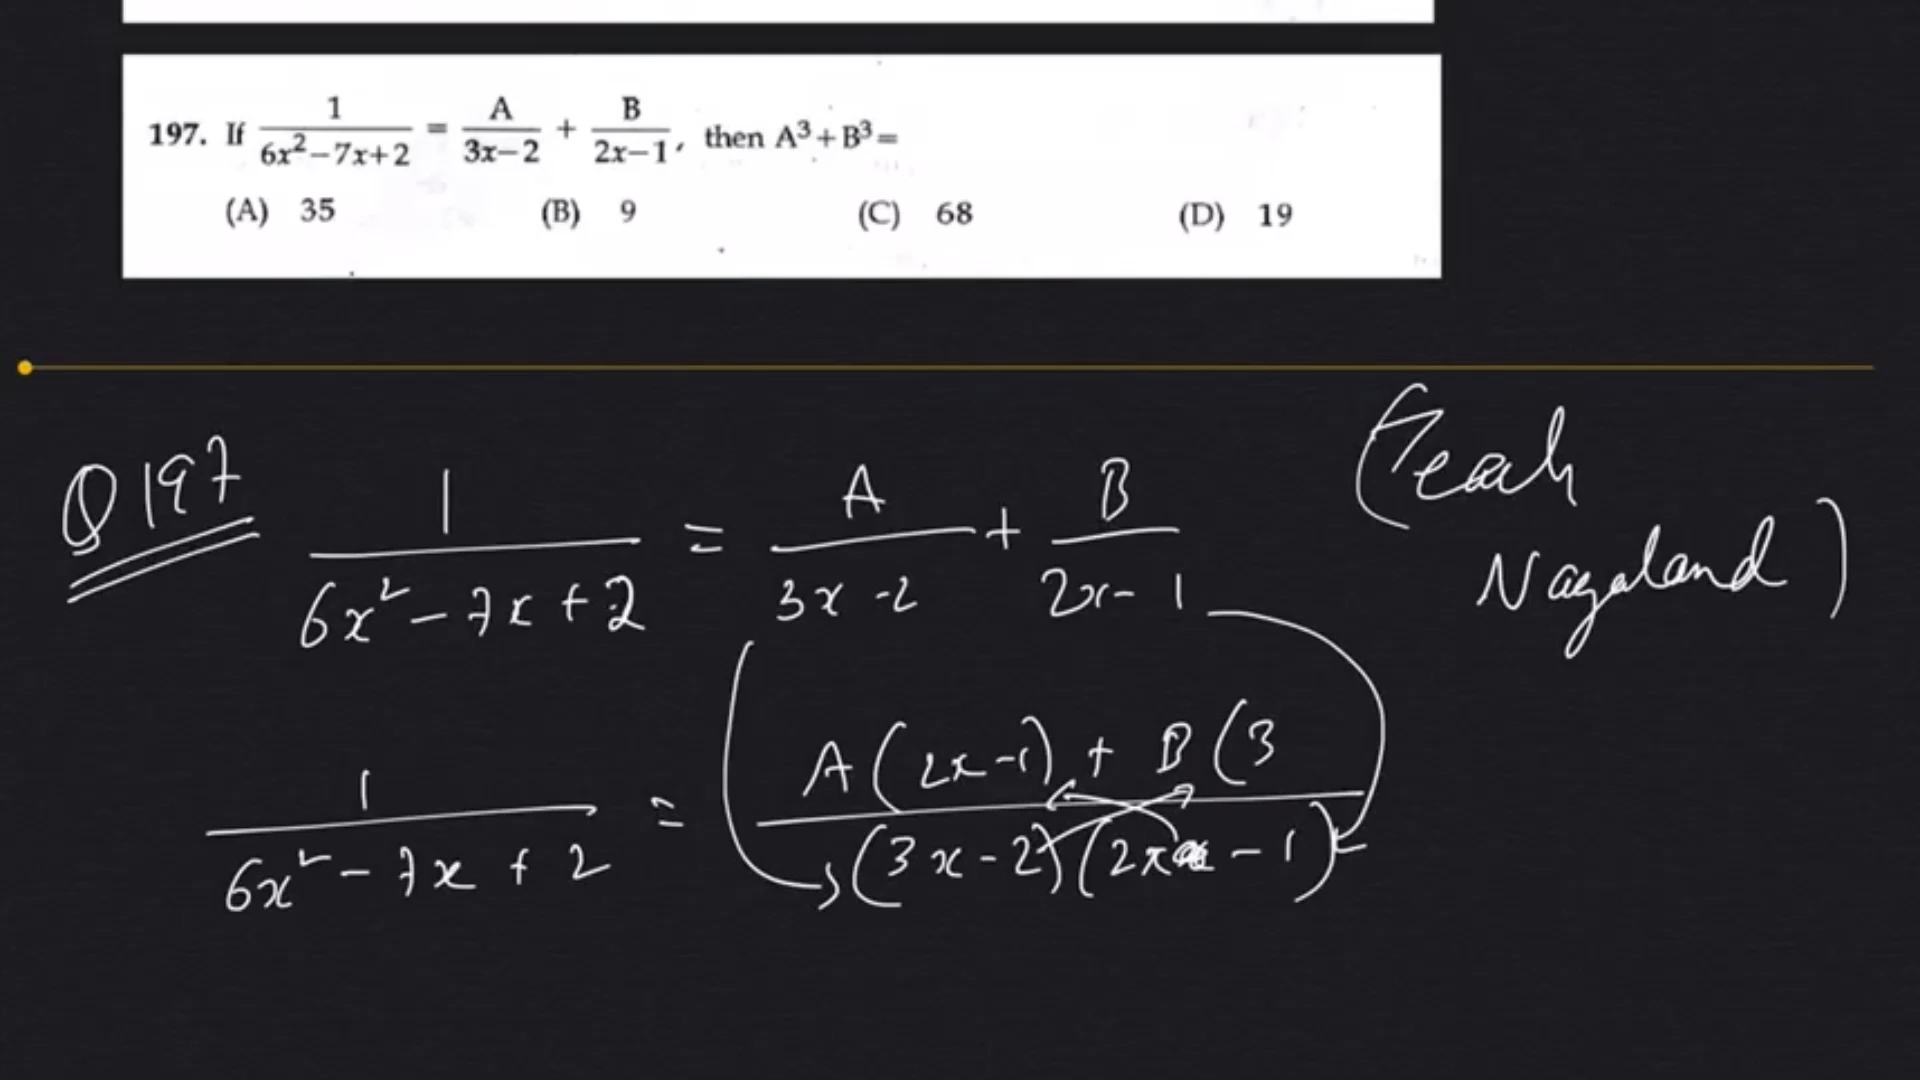 197. If 1/(6x²−7x+2) = A/(3x−2) + B/(2x−1), then A³+B³=
(A) 35 (B) 9 (C) 68 (D) 19
Q197 1/(6x²−7x+2) = A/(3x−2) + B/(2x−1) (Teach
Nagaland)
1/(6x²−7x+2) = A(2x−1) + B(3 / (3x−2)(2x−1)